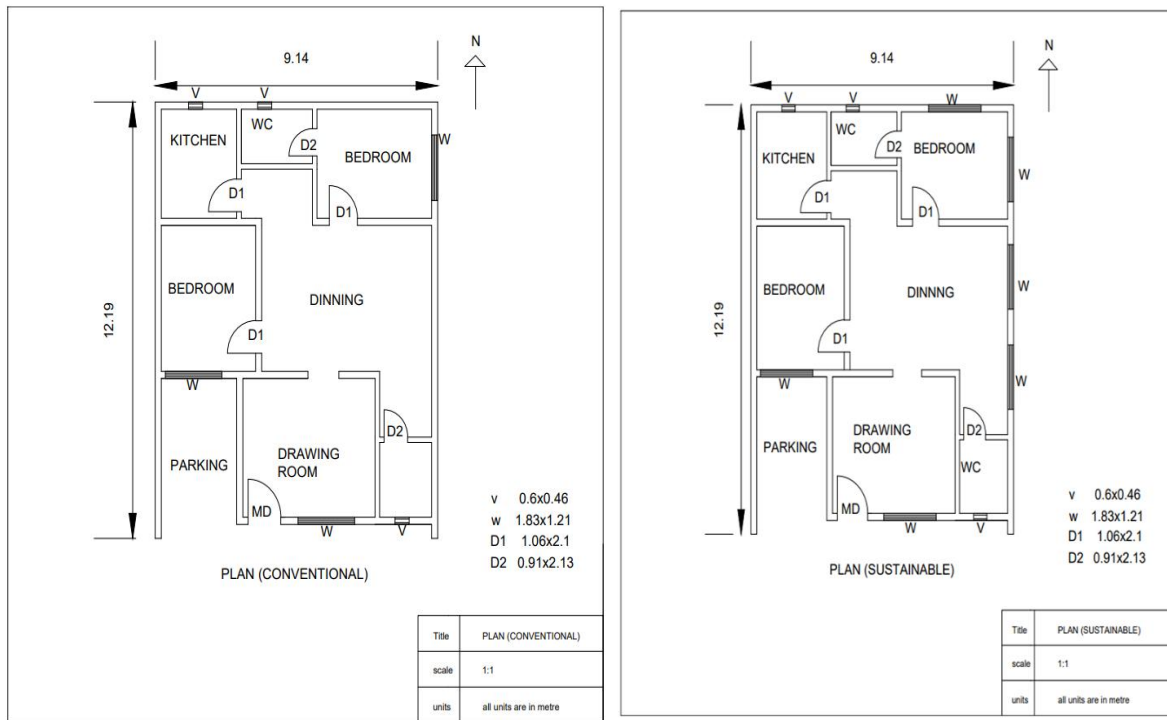 9.14
N
V
V
KITCHEN
WC
D2
BEDROOM
W
D1
D1
12.19
BEDROOM
DINNING
D1
W
D2
PARKING
DRAWING
ROOM
MD
W
V
v 0.6x0.46
w 1.83x1.21
D1 1.06x2.1
D2 0.91x2.13
PLAN (CONVENTIONAL)
Title PLAN (CONVENTIONAL)
scale 1:1
units all units are in metre
9.14
N
V
V
W
WC
KITCHEN
D2
BEDROOM
W
D1
D1
12.19
BEDROOM
DINNNG
W
D1
W
W
D2
PARKING
DRAWING
ROOM
WC
MD
W
V
v 0.6x0.46
w 1.83x1.21
D1 1.06x2.1
D2 0.91x2.13
PLAN (SUSTAINABLE)
Title PLAN (SUSTAINABLE)
scale 1:1
units all units are in metre